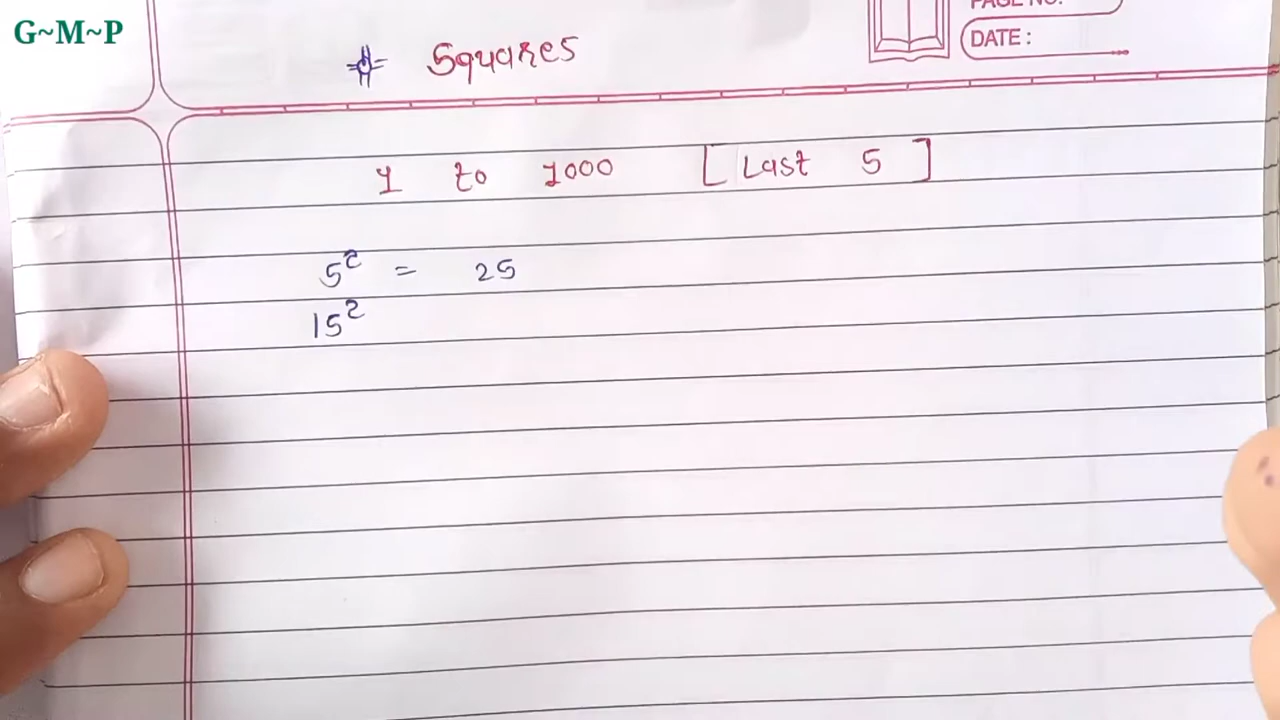 G~M~P
PAGE NO.
DATE :
# Squares
1 to 1000 [ Last 5 ]
5² = 25
15²